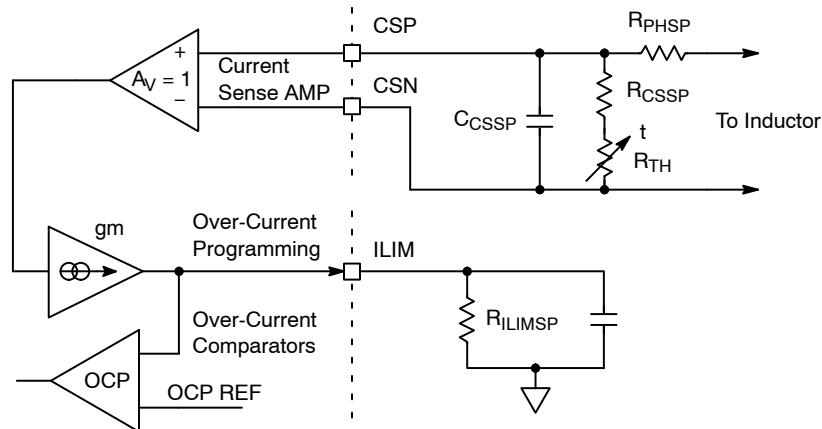 CSP
R_PHSP
+
A_V = 1
−
Current
Sense AMP
CSN
C_CSSP
R_CSSP
t
R_TH
To Inductor
gm
Over-Current
Programming
ILIM
R_ILIMSP
Over-Current
Comparators
OCP
OCP REF